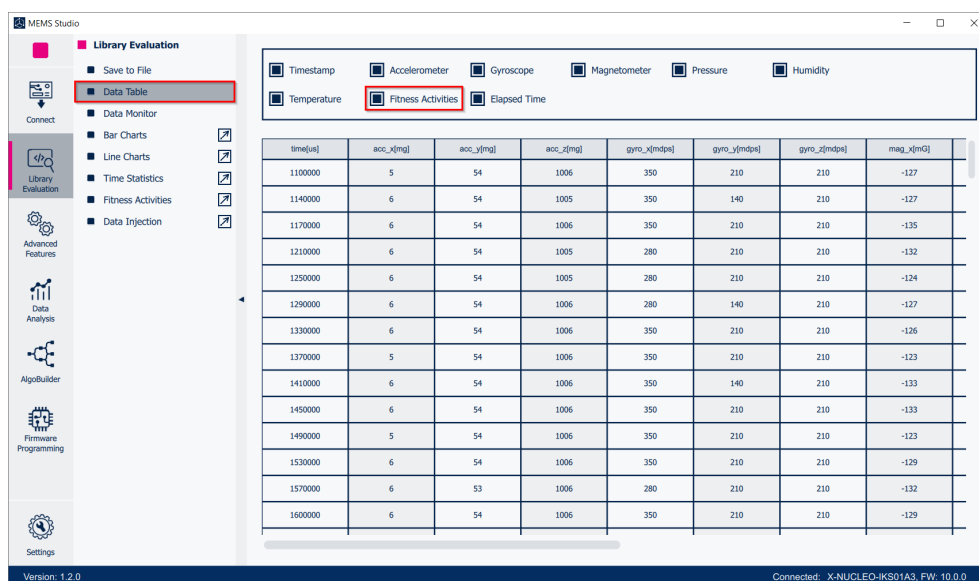 MEMS Studio
Connect
Library
Evaluation
Advanced
Features
Data
Analysis
AlgoBuilder
Firmware
Programming
Settings
Library Evaluation
Save to File
Data Table
Data Monitor
Bar Charts
Line Charts
Time Statistics
Fitness Activities
Data Injection
Timestamp Accelerometer Gyroscope Magnetometer Pressure Humidity
Temperature Fitness Activities Elapsed Time
time[us] acc_x[mg] acc_y[mg] acc_z[mg] gyro_x[mdps] gyro_y[mdps] gyro_z[mdps] mag_x[mG]
1100000 5 54 1006 350 210 210 -127
1140000 6 54 1005 350 140 210 -127
1170000 6 54 1006 350 210 210 -135
1210000 6 54 1005 280 210 210 -132
1250000 6 54 1005 280 210 210 -124
1290000 6 54 1006 280 140 210 -127
1330000 6 54 1006 350 210 210 -126
1370000 5 54 1006 350 210 210 -123
1410000 6 54 1006 350 140 210 -133
1450000 6 54 1006 350 210 210 -133
1490000 5 54 1006 350 210 210 -123
1530000 6 54 1006 350 210 210 -129
1570000 6 53 1006 280 210 210 -132
1600000 6 54 1006 350 210 210 -129
Version: 1.2.0
Connected: X-NUCLEO-IKS01A3, FW: 10.0.0